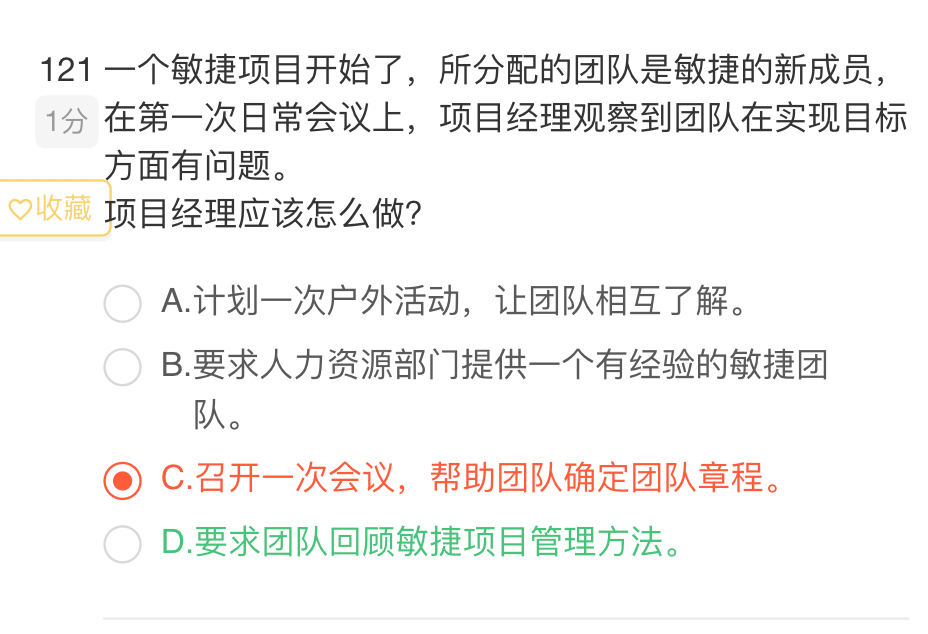 121 一个敏捷项目开始了，所分配的团队是敏捷的新成员，
1分 在第一次日常会议上，项目经理观察到团队在实现目标
方面有问题。
♡收藏 项目经理应该怎么做?
A.计划一次户外活动，让团队相互了解。
B.要求人力资源部门提供一个有经验的敏捷团
队。
C.召开一次会议，帮助团队确定团队章程。
D.要求团队回顾敏捷项目管理方法。